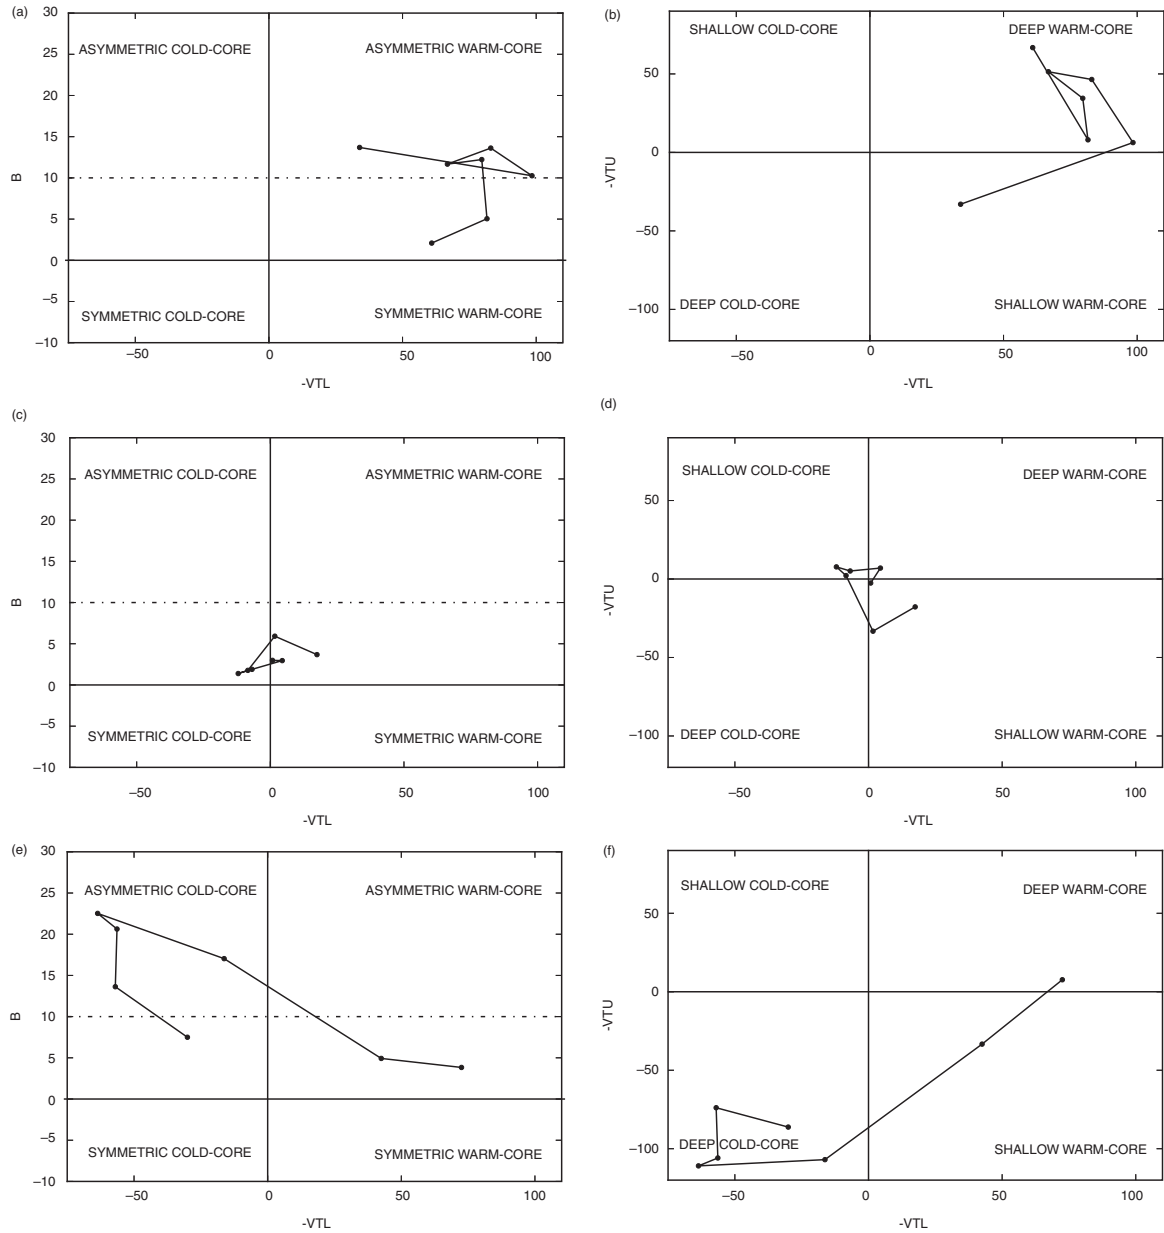 (a)
30
25
20
15
10
5
0
−5
−10
B
ASYMMETRIC COLD-CORE
ASYMMETRIC WARM-CORE
SYMMETRIC COLD-CORE
SYMMETRIC WARM-CORE
−50
0
50
100
-VTL
(b)
50
0
−50
−100
-VTU
SHALLOW COLD-CORE
DEEP WARM-CORE
DEEP COLD-CORE
SHALLOW WARM-CORE
−50
0
50
100
-VTL
(c)
30
25
20
15
10
5
0
−5
−10
B
ASYMMETRIC COLD-CORE
ASYMMETRIC WARM-CORE
SYMMETRIC COLD-CORE
SYMMETRIC WARM-CORE
−50
0
50
100
-VTL
(d)
50
0
−50
−100
-VTU
SHALLOW COLD-CORE
DEEP WARM-CORE
DEEP COLD-CORE
SHALLOW WARM-CORE
−50
0
50
100
-VTL
(e)
30
25
20
15
10
5
0
−5
−10
B
ASYMMETRIC COLD-CORE
ASYMMETRIC WARM-CORE
SYMMETRIC COLD-CORE
SYMMETRIC WARM-CORE
−50
0
50
100
-VTL
(f)
50
0
−50
−100
-VTU
SHALLOW COLD-CORE
DEEP WARM-CORE
DEEP COLD-CORE
SHALLOW WARM-CORE
−50
0
50
100
-VTL